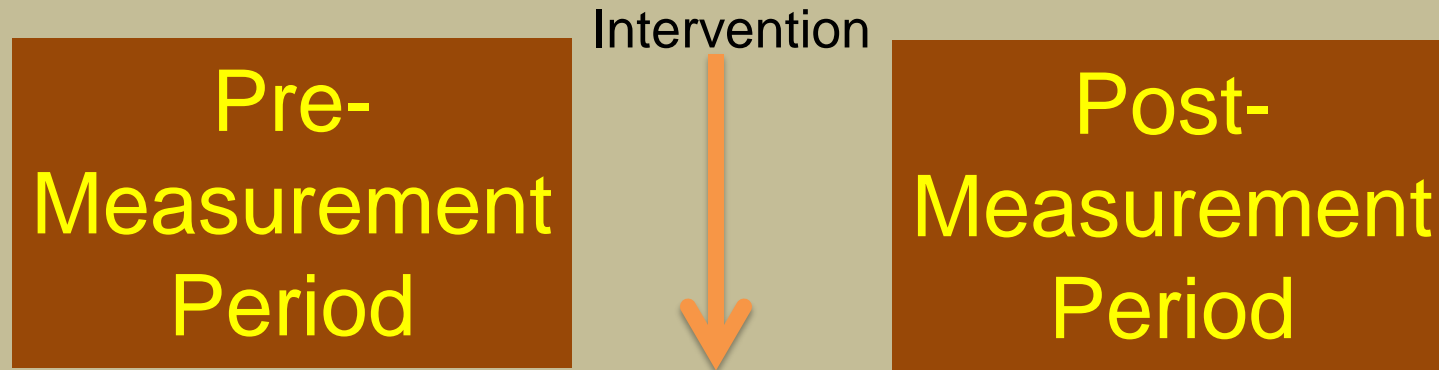 Intervention
Pre-
Measurement
Period
Post-
Measurement
Period